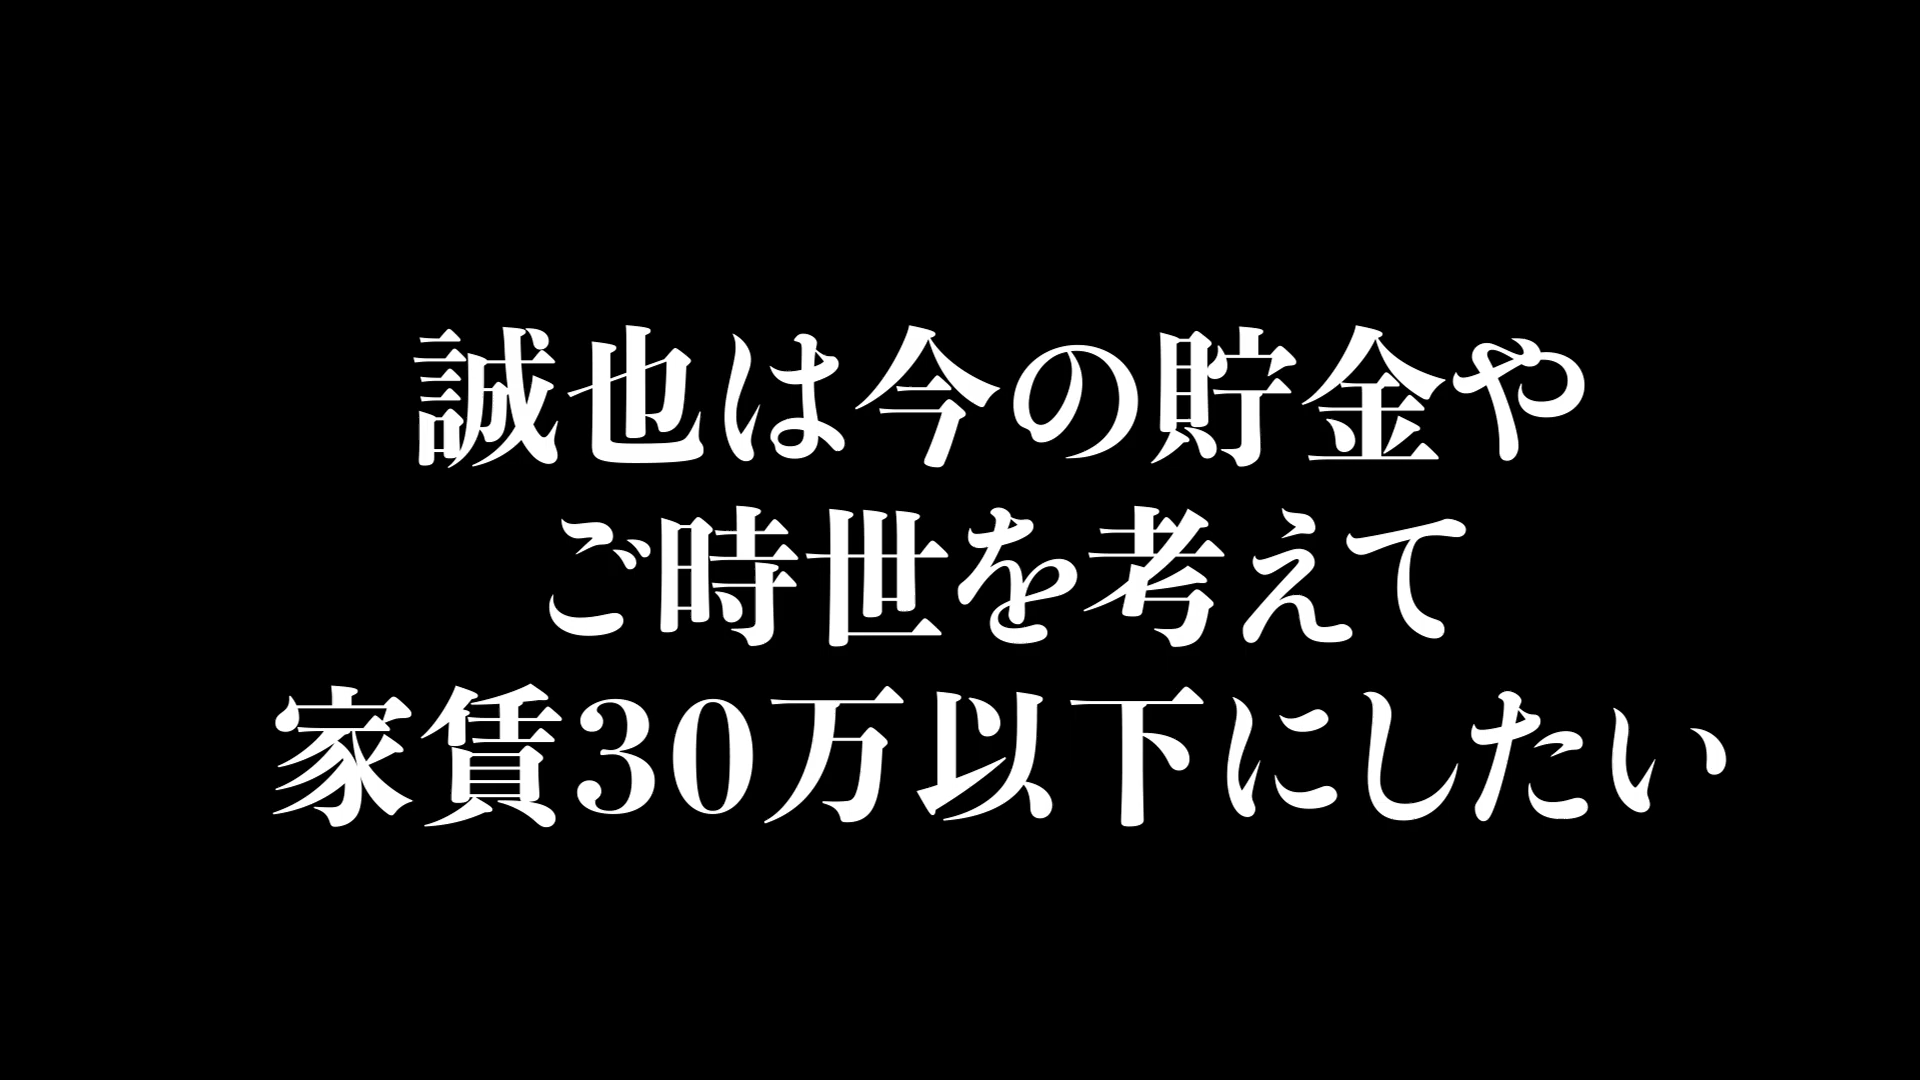 誠也は今の貯金や
ご時世を考えて
家賃30万以下にしたい